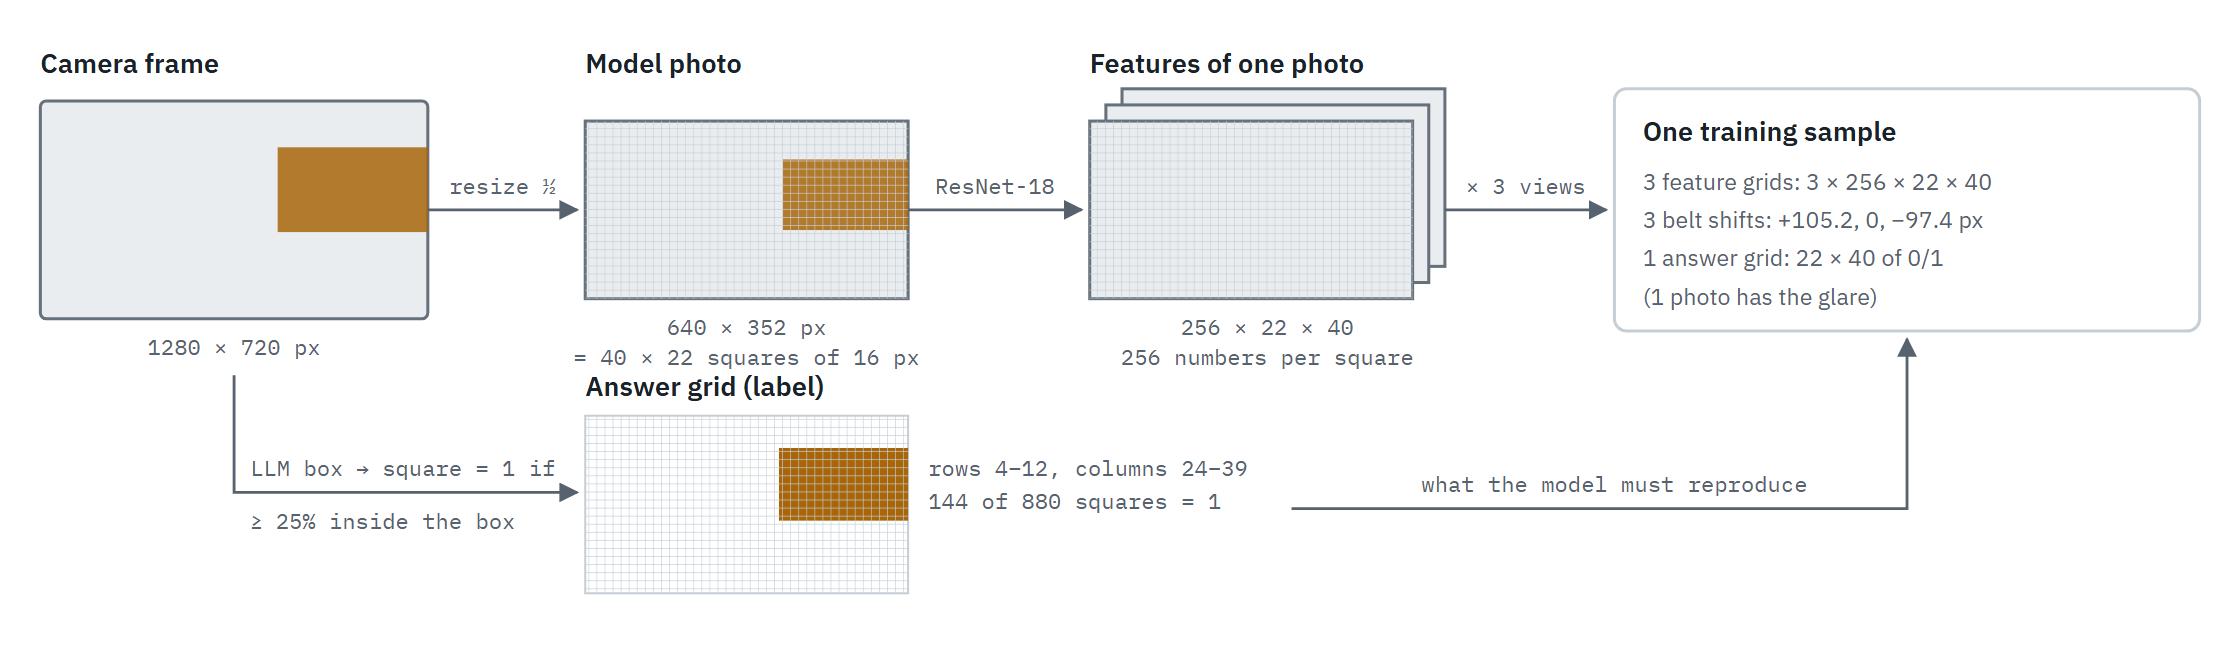 Camera frame
1280 × 720 px
resize ½
Model photo
640 × 352 px
= 40 × 22 squares of 16 px
ResNet-18
Features of one photo
256 × 22 × 40
256 numbers per square
× 3 views
One training sample
3 feature grids: 3 × 256 × 22 × 40
3 belt shifts: +105.2, 0, −97.4 px
1 answer grid: 22 × 40 of 0/1
(1 photo has the glare)
LLM box → square = 1 if
≥ 25% inside the box
Answer grid (label)
rows 4–12, columns 24–39
144 of 880 squares = 1
what the model must reproduce